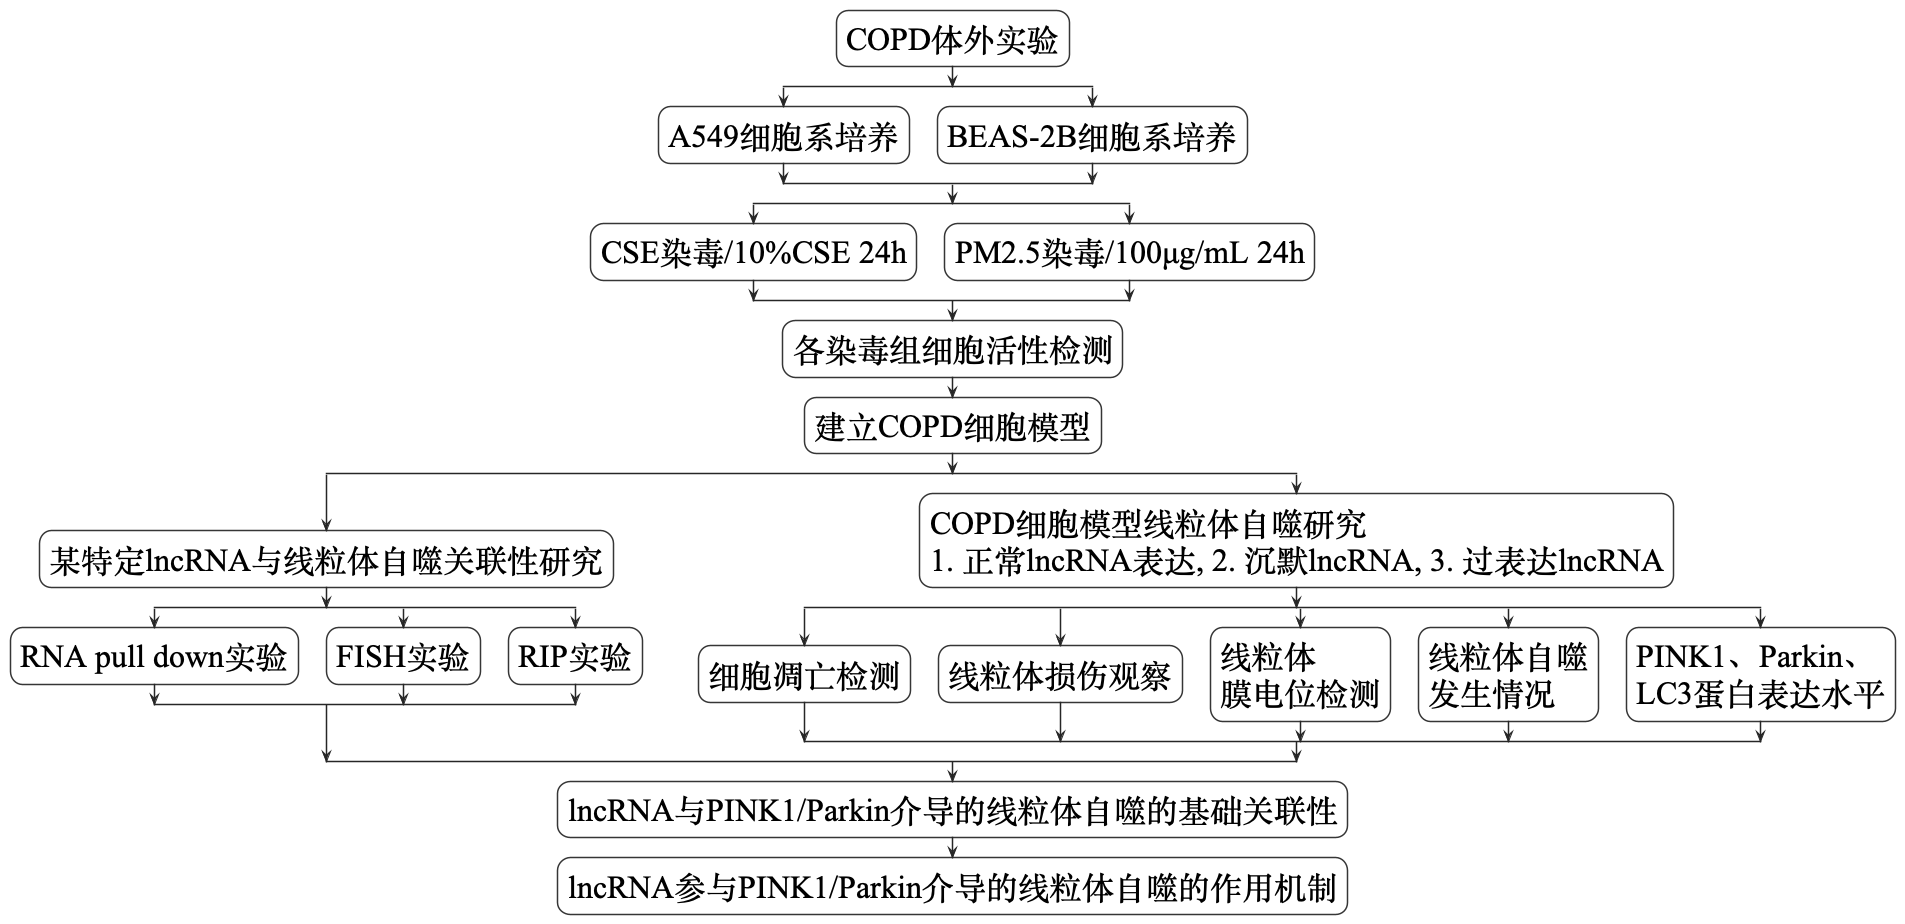 COPD体外实验
A549细胞系培养
BEAS-2B细胞系培养
CSE染毒/10%CSE 24h
PM2.5染毒/100μg/mL 24h
各染毒组细胞活性检测
建立COPD细胞模型
某特定lncRNA与线粒体自噬关联性研究
RNA pull down实验
FISH实验
RIP实验
COPD细胞模型线粒体自噬研究
1. 正常lncRNA表达, 2. 沉默lncRNA, 3. 过表达lncRNA
细胞凋亡检测
线粒体损伤观察
线粒体
膜电位检测
线粒体自噬
发生情况
PINK1、Parkin、
LC3蛋白表达水平
lncRNA与PINK1/Parkin介导的线粒体自噬的基础关联性
lncRNA参与PINK1/Parkin介导的线粒体自噬的作用机制